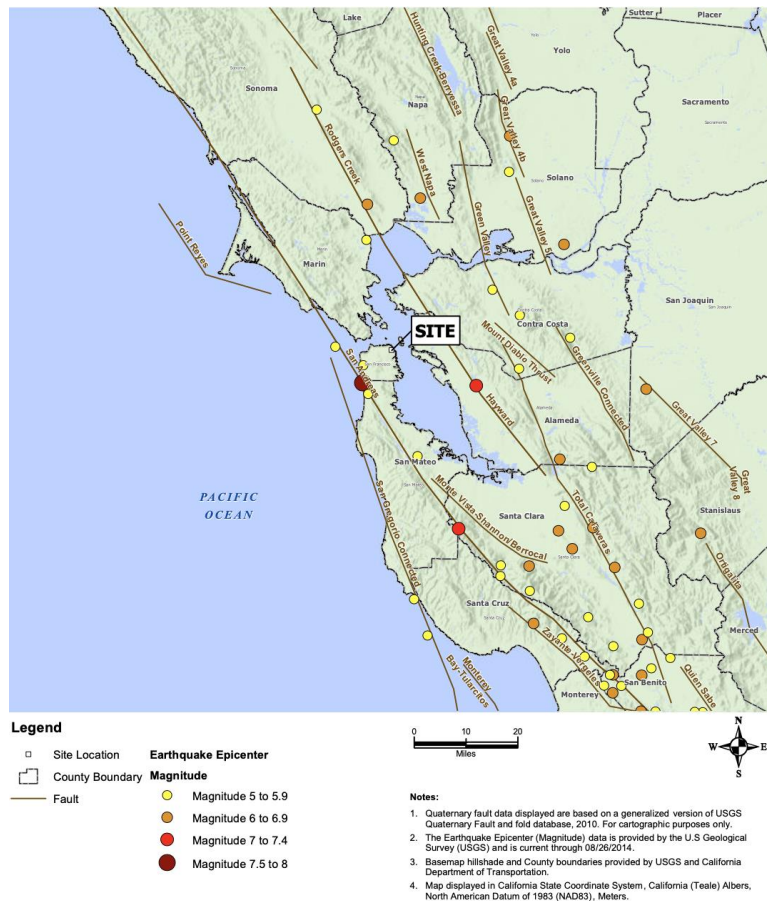 Lake
Sutter
Placer
Hunting Creek-Berryessa
Great Valley 4a
Yolo
Sonoma
Napa
Sacramento
Rodgers Creek
West Napa
Great Valley 4b
Solano
Green Valley
Great Valley 5
Point Reyes
Marin
San Joaquin
SITE
Contra Costa
Mount Diablo Thrust
San Andreas
Hayward
Greenville Connected
Alameda
Great Valley 7
Great
Valley 8
San Mateo
Monte Vista-Shannon/Berrocal
PACIFIC
OCEAN
Santa Clara
Total Calaveras
Stanislaus
San Gregorio Connected
Ortigalita
Santa Cruz
Merced
Zayante-Vergeles
Monterey
Bay-Tularcitos
Monterey
San Benito
Quien Sabe
Legend
Site Location
County Boundary
Fault
Earthquake Epicenter
Magnitude
Magnitude 5 to 5.9
Magnitude 6 to 6.9
Magnitude 7 to 7.4
Magnitude 7.5 to 8
0 10 20
Miles
N
W E
S
Notes:
1. Quaternary fault data displayed are based on a generalized version of USGS
Quaternary Fault and fold database, 2010. For cartographic purposes only.
2. The Earthquake Epicenter (Magnitude) data is provided by the U.S Geological
Survey (USGS) and is current through 08/26/2014.
3. Basemap hillshade and County boundaries provided by USGS and California
Department of Transportation.
4. Map displayed in California State Coordinate System, California (Teale) Albers,
North American Datum of 1983 (NAD83), Meters.